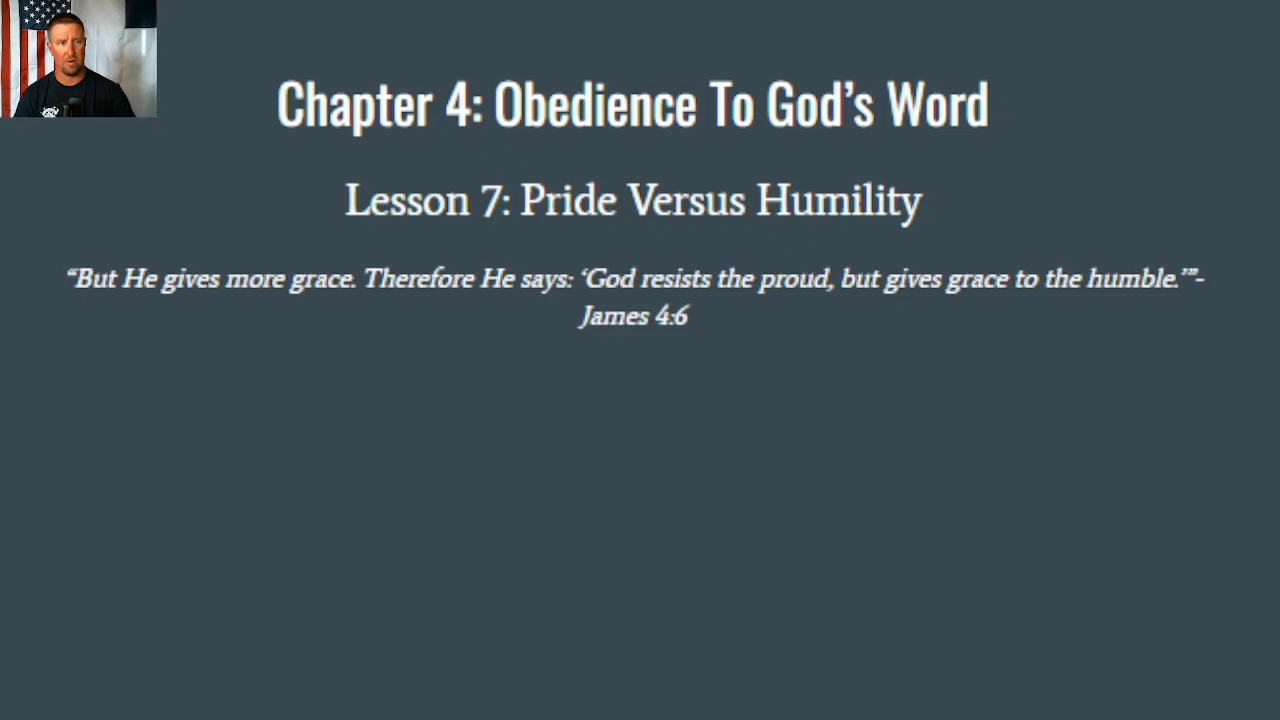 Chapter 4: Obedience To God’s Word
Lesson 7: Pride Versus Humility
“But He gives more grace. Therefore He says: ‘God resists the proud, but gives grace to the humble.’”-
James 4:6